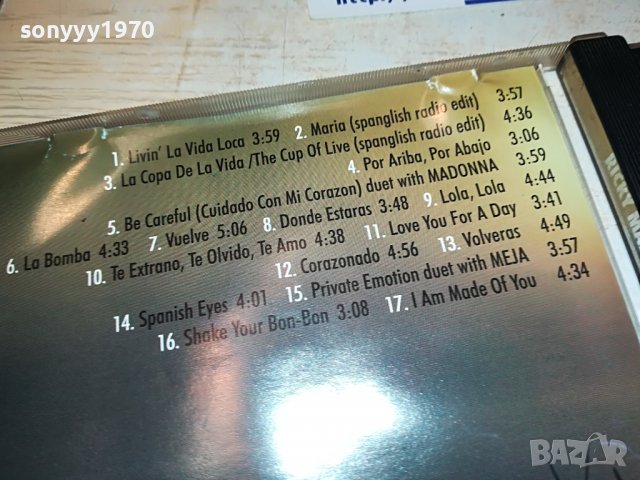 sonyyy1970
1. Livin' La Vida Loca 3:59 2. Maria (spanglish radio edit) 3:57
3. La Copa De La Vida /The Cup Of Live (spanglish radio edit) 4:36
4. Por Ariba, Por Abajo 3:06
5. Be Careful (Cuidado Con Mi Corazon) duet with MADONNA 3:59
6. La Bomba 4:33 7. Vuelve 5:06 8. Donde Estaras 3:48 9. Lola, Lola 4:44
10. Te Extrano, Te Olvido, Te Amo 4:38 11. Love You For A Day 3:41
12. Corazonado 4:56 13. Volveras 4:49
14. Spanish Eyes 4:01 15. Private Emotion duet with MEJA 3:57
16. Shake Your Bon-Bon 3:08 17. I Am Made Of You 4:34
RICKY
BAZAR